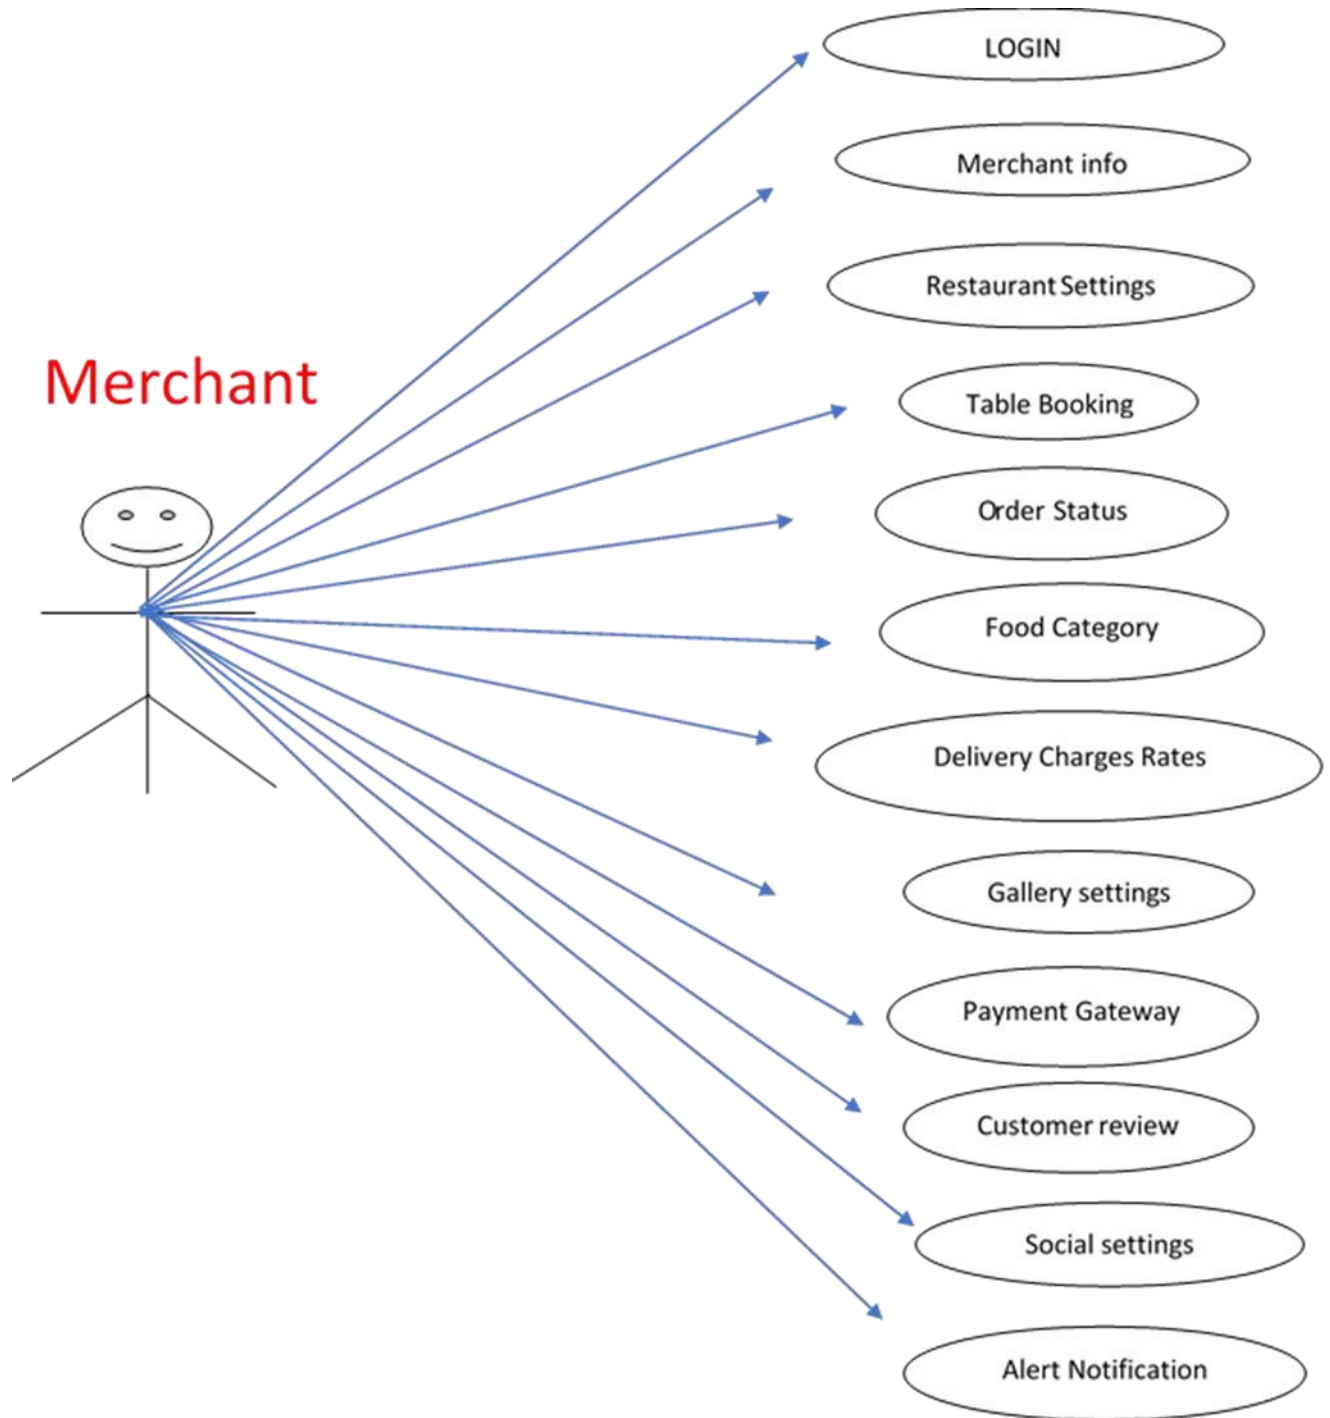 LOGIN
Merchant info
Restaurant Settings
Merchant
Table Booking
Order Status
Food Category
Delivery Charges Rates
Gallery settings
Payment Gateway
Customer review
Social settings
Alert Notification